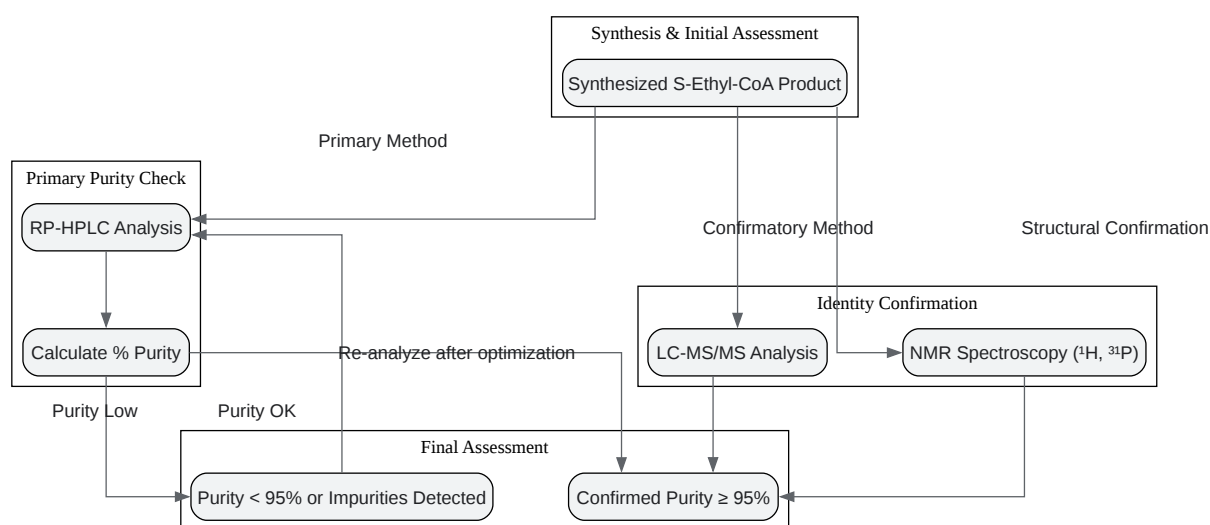 Synthesis & Initial Assessment
Synthesized S-Ethyl-CoA Product
Primary Method
Primary Purity Check
RP-HPLC Analysis
Confirmatory Method
Structural Confirmation
Identity Confirmation
Calculate % Purity
Re-analyze after optimization
LC-MS/MS Analysis
NMR Spectroscopy (¹H, ³¹P)
Purity Low
Purity OK
Final Assessment
Purity < 95% or Impurities Detected
Confirmed Purity ≥ 95%